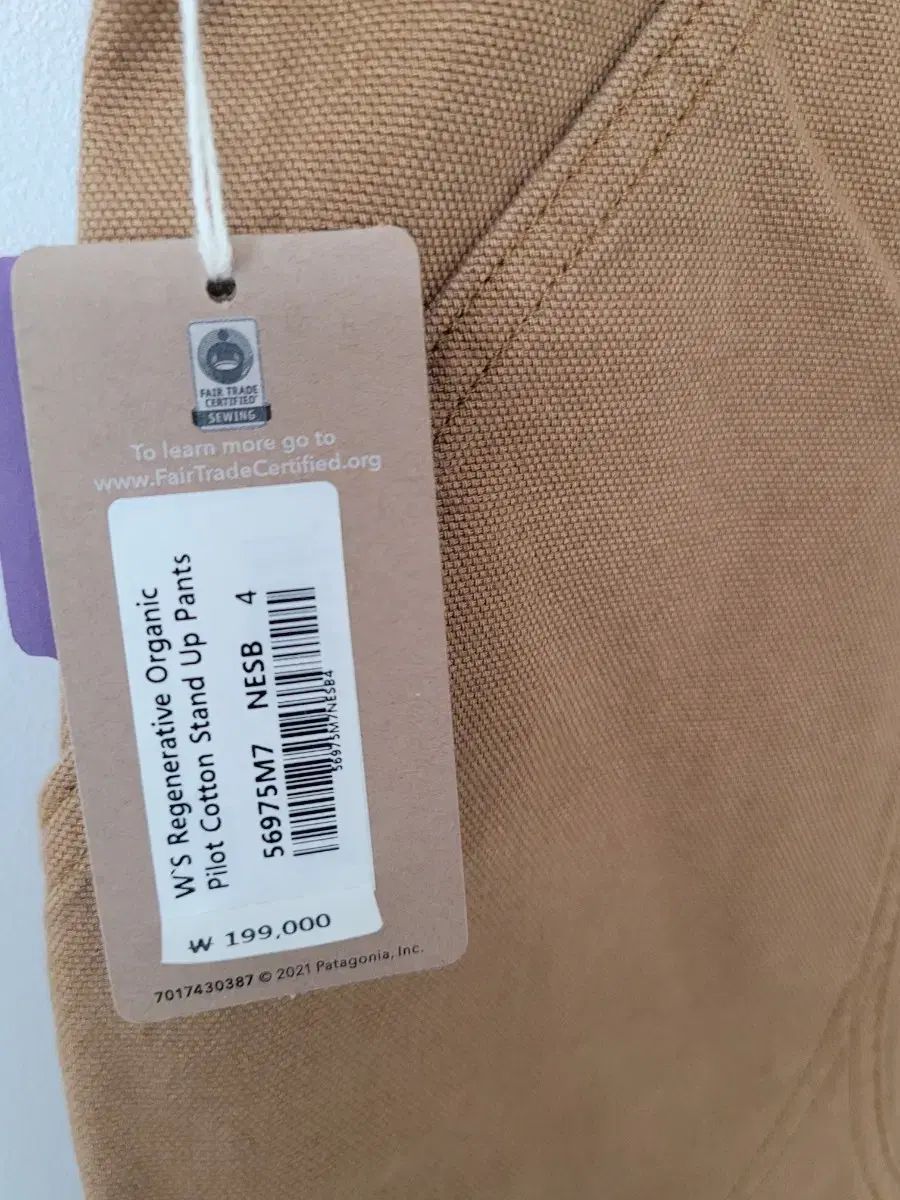 FAIR TRADE
CERTIFIED
SEWING
To learn more go to
www.FairTradeCertified.org
W`S Regenerative Organic
Pilot Cotton Stand Up Pants
56975M7 NESB 4
56975M7NESB4
₩ 199,000
7017430387 © 2021 Patagonia, Inc.